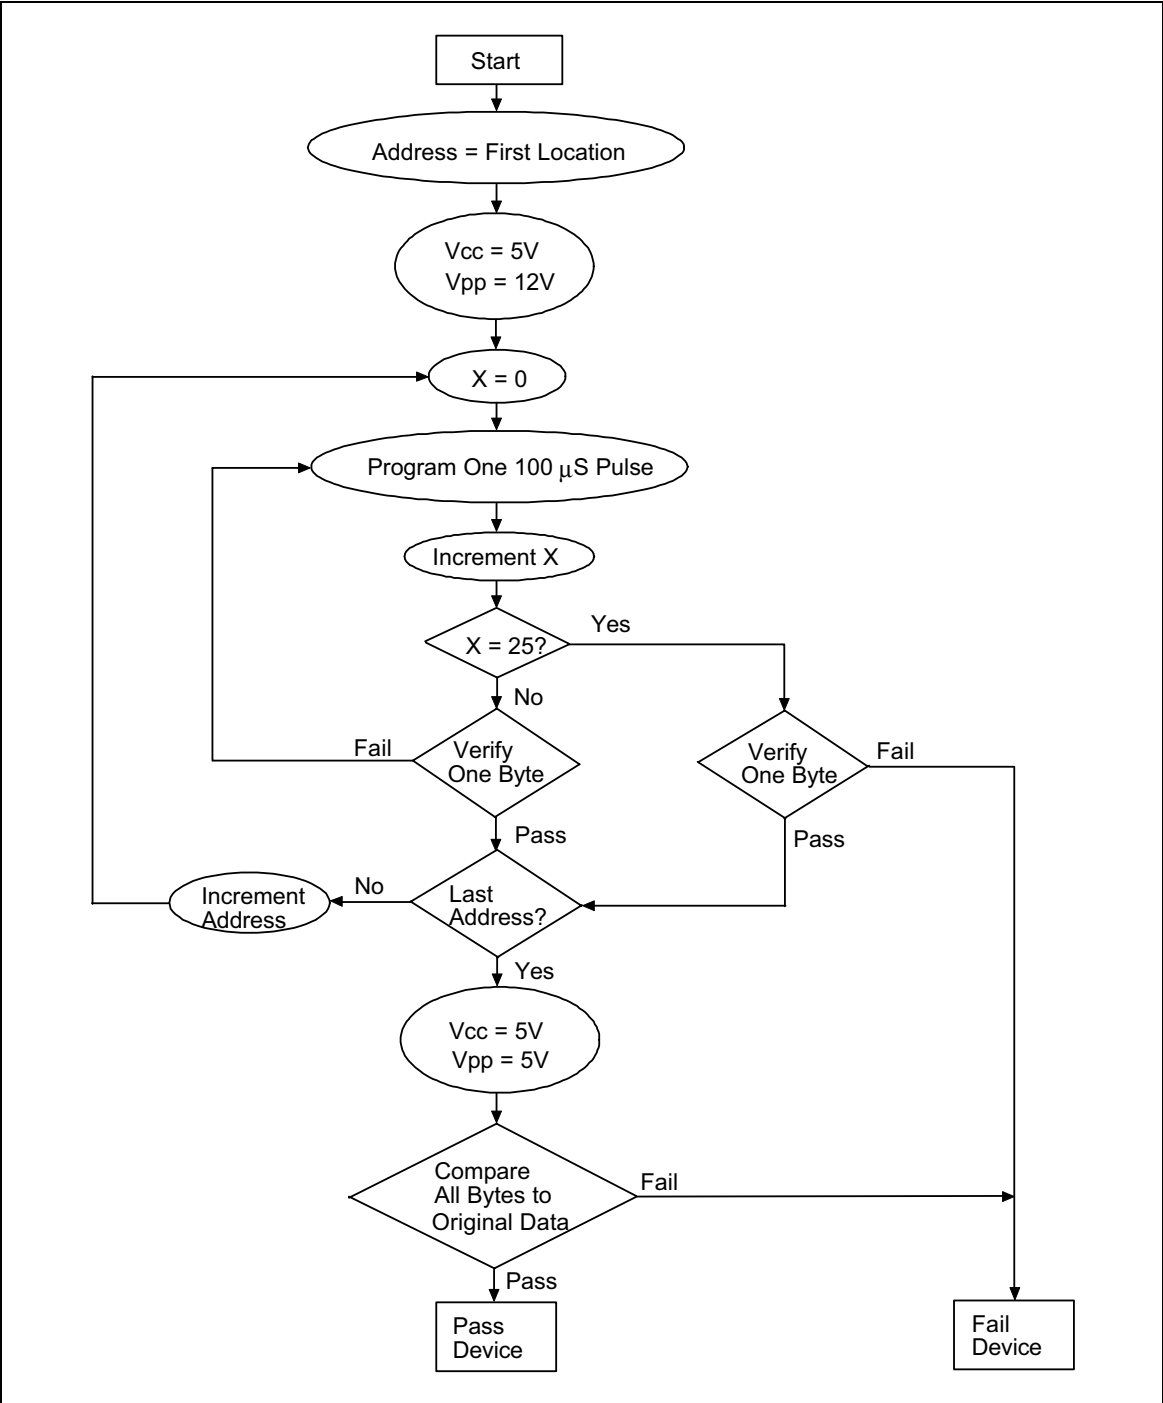 Start
Address = First Location
Vcc = 5V
Vpp = 12V
X = 0
Program One 100 μS Pulse
Increment X
X = 25?
Yes
No
Verify
One Byte
Fail
Verify
One Byte
Fail
Pass
Pass
Increment
Address
No
Last
Address?
Yes
Vcc = 5V
Vpp = 5V
Compare
All Bytes to
Original Data
Fail
Pass
Pass
Device
Fail
Device